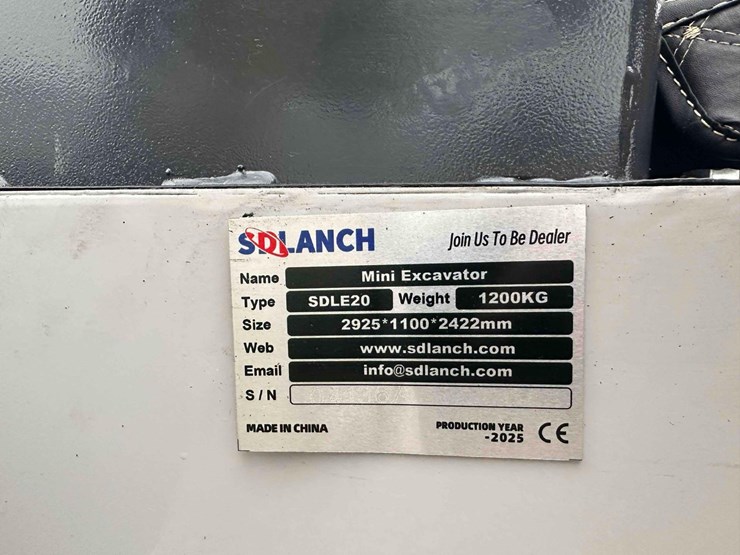 SDLANCH Join Us To Be Dealer
Name Mini Excavator
Type SDLE20 Weight 1200KG
Size 2925*1100*2422mm
Web www.sdlanch.com
Email info@sdlanch.com
S/N
MADE IN CHINA PRODUCTION YEAR
-2025 CE